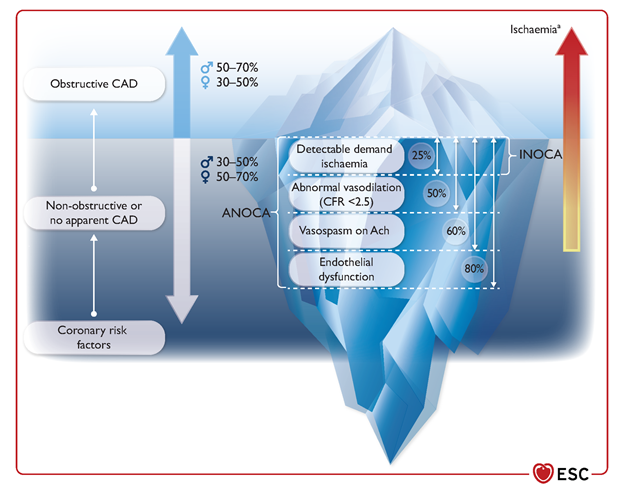 Ischaemiaᵃ
Obstructive CAD
♂ 50–70%
♀ 30–50%
♂ 30–50%
♀ 50–70%
Non-obstructive or
no apparent CAD
Coronary risk
factors
ANOCA
INOCA
Detectable demand
ischaemia
25%
Abnormal vasodilation
(CFR <2.5)
50%
Vasospasm on Ach
60%
Endothelial
dysfunction
80%
ESC